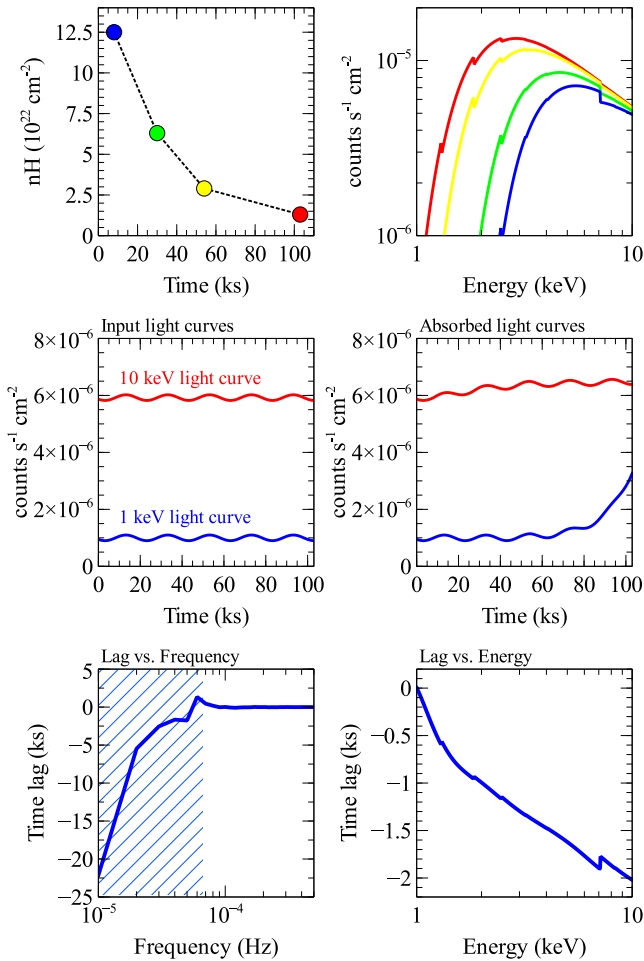 12.5
10
7.5
5
2.5
0
nH (10²² cm⁻²)
0 20 40 60 80 100
Time (ks)
10⁻⁵
10⁻⁶
counts s⁻¹ cm⁻²
1 10
Energy (keV)
Input light curves
8×10⁻⁶
6×10⁻⁶
4×10⁻⁶
2×10⁻⁶
0
counts s⁻¹ cm⁻²
10 keV light curve
1 keV light curve
0 20 40 60 80 100
Time (ks)
Absorbed light curves
8×10⁻⁶
6×10⁻⁶
4×10⁻⁶
2×10⁻⁶
0
counts s⁻¹ cm⁻²
0 20 40 60 80 100
Time (ks)
Lag vs. Frequency
5
0
−5
−10
−15
−20
−25
Time lag (ks)
10⁻⁵ 10⁻⁴
Frequency (Hz)
Lag vs. Energy
0
−0.5
−1
−1.5
−2
Time lag (ks)
1 10
Energy (keV)